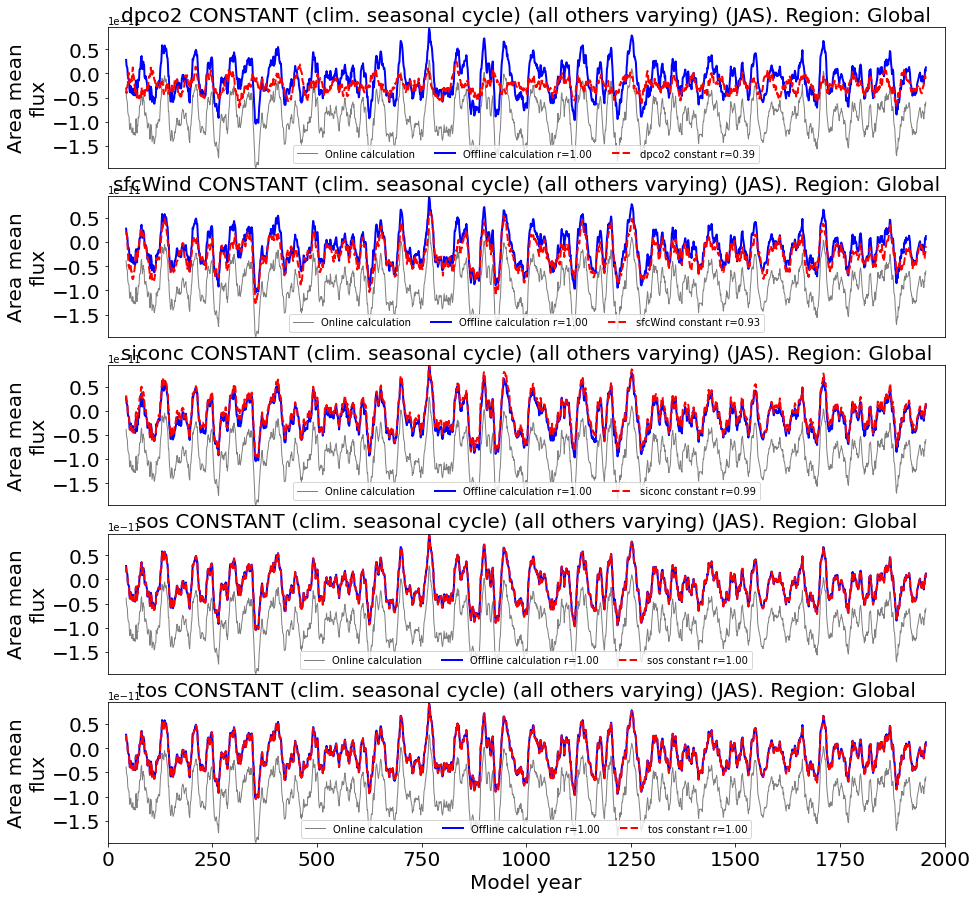 dpco2 CONSTANT (clim. seasonal cycle) (all others varying) (JAS). Region: Global
1e−11
0.5
0.0
−0.5
−1.0
−1.5
Area mean
flux
Online calculation
Offline calculation r=1.00
dpco2 constant r=0.39
sfcWind CONSTANT (clim. seasonal cycle) (all others varying) (JAS). Region: Global
1e−11
0.5
0.0
−0.5
−1.0
−1.5
Area mean
flux
Online calculation
Offline calculation r=1.00
sfcWind constant r=0.93
siconc CONSTANT (clim. seasonal cycle) (all others varying) (JAS). Region: Global
1e−11
0.5
0.0
−0.5
−1.0
−1.5
Area mean
flux
Online calculation
Offline calculation r=1.00
siconc constant r=0.99
sos CONSTANT (clim. seasonal cycle) (all others varying) (JAS). Region: Global
1e−11
0.5
0.0
−0.5
−1.0
−1.5
Area mean
flux
Online calculation
Offline calculation r=1.00
sos constant r=1.00
tos CONSTANT (clim. seasonal cycle) (all others varying) (JAS). Region: Global
1e−11
0.5
0.0
−0.5
−1.0
−1.5
Area mean
flux
Online calculation
Offline calculation r=1.00
tos constant r=1.00
0 250 500 750 1000 1250 1500 1750 2000
Model year